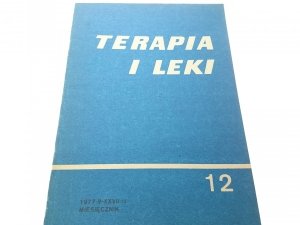 TERAPIA
I LEKI
12
MIESIĘCZNIK